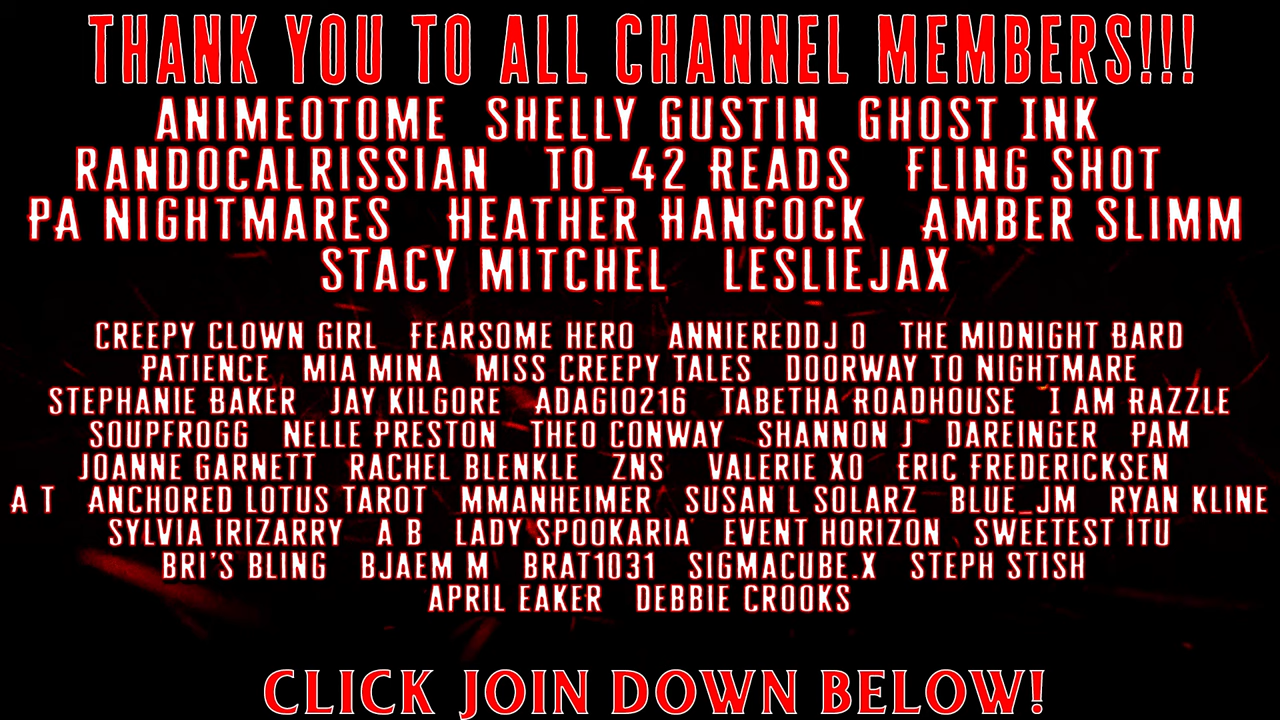 THANK YOU TO ALL CHANNEL MEMBERS!!!
ANIMEOTOME SHELLY GUSTIN GHOST INK
RANDOCALRISSIAN TO_42 READS FLING SHOT
PA NIGHTMARES HEATHER HANCOCK AMBER SLIMM
STACY MITCHEL LESLIEJAX
CREEPY CLOWN GIRL FEARSOME HERO ANNIEREDDJ O THE MIDNIGHT BARD
PATIENCE MIA MINA MISS CREEPY TALES DOORWAY TO NIGHTMARE
STEPHANIE BAKER JAY KILGORE ADAGIO216 TABETHA ROADHOUSE I AM RAZZLE
SOUPFROGG NELLE PRESTON THEO CONWAY SHANNON J DAREINGER PAM
JOANNE GARNETT RACHEL BLENKLE ZNS VALERIE XO ERIC FREDERICKSEN
A T ANCHORED LOTUS TAROT MMANHEIMER SUSAN L SOLARZ BLUE_JM RYAN KLINE
SYLVIA IRIZARRY A B LADY SPOOKARIA EVENT HORIZON SWEETEST ITU
BRI'S BLING BJAEM M BRAT1031 SIGMACUBE.X STEPH STISH
APRIL EAKER DEBBIE CROOKS
CLICK JOIN DOWN BELOW!